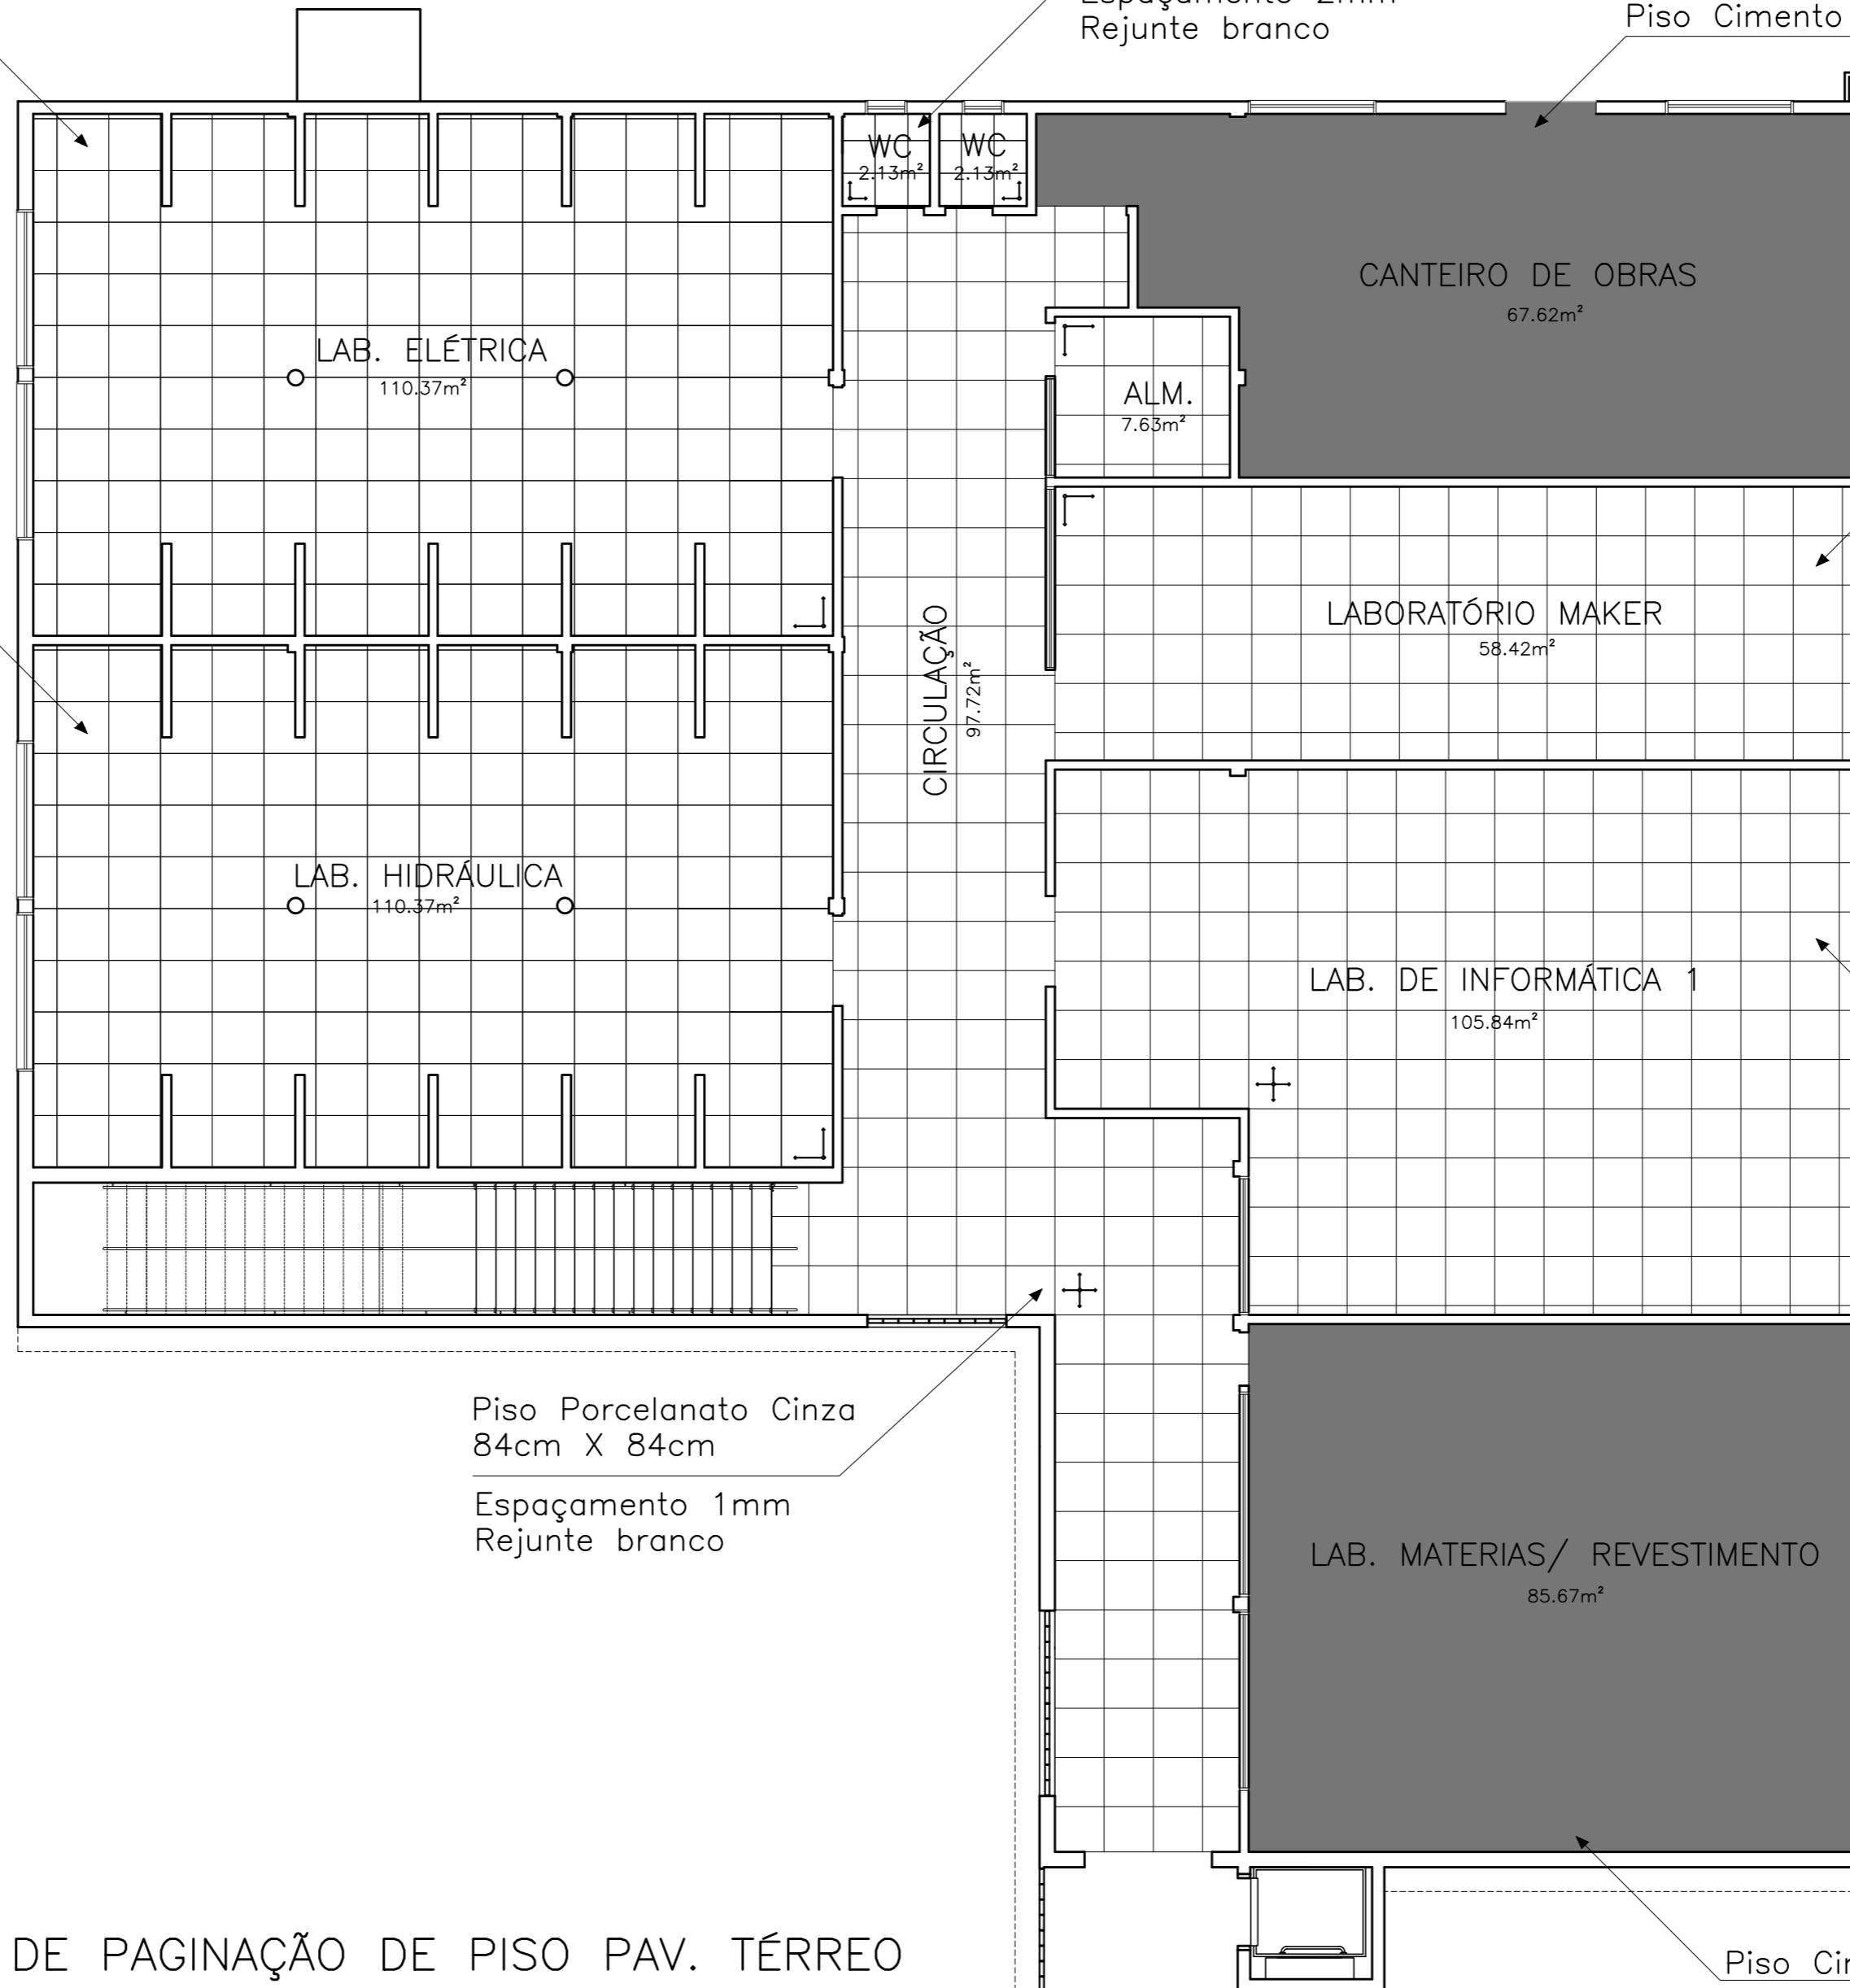 Rejunte branco
Piso Cimento
WC
2.13m²
WC
2.13m²
CANTEIRO DE OBRAS
67.62m²
LAB. ELÉTRICA
110.37m²
ALM.
7.63m²
LABORATÓRIO MAKER
58.42m²
CIRCULAÇÃO
97.72m²
LAB. HIDRÁULICA
110.37m²
LAB. DE INFORMÁTICA 1
105.84m²
Piso Porcelanato Cinza
84cm X 84cm
Espaçamento 1mm
Rejunte branco
LAB. MATERIAS/ REVESTIMENTO
85.67m²
DE PAGINAÇÃO DE PISO PAV. TÉRREO
Piso